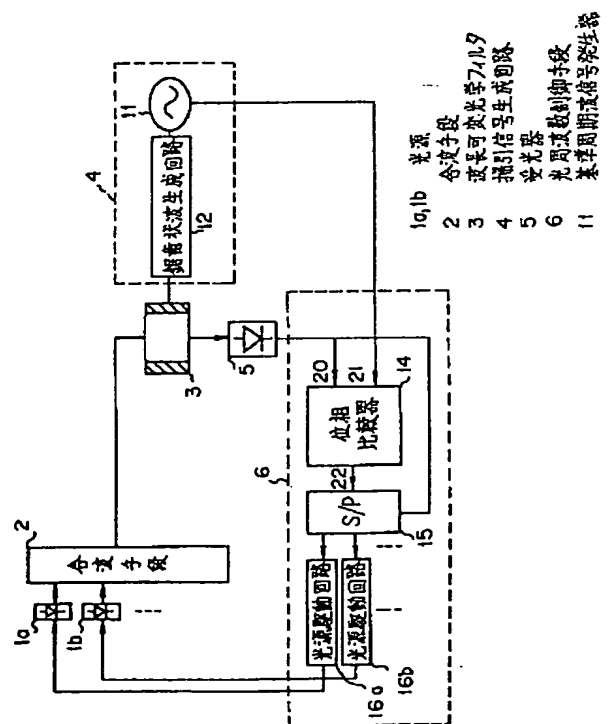 4
11
鋸歯状波生成回路
12
3
5
2
合波手段
1a
1b
6
20
21
位相
比較器
14
22
S/P
15
光源駆動回路
光源駆動回路
16a
16b
1a,1b 光源
2 合波手段
3 波長可変光学フィルタ
4 掃引信号生成回路
5 受光器
6 光周波数制御手段
11 基準周期波信号発生器